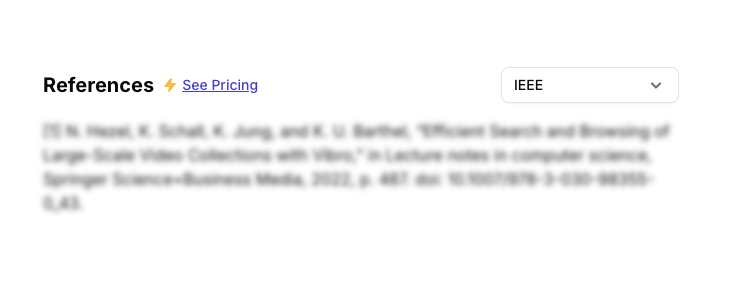 References
See Pricing
IEEE
[1] N. Hezel, K. Schall, K. Jung, and K. U. Barthel, "Efficient Search and Browsing of
Large-Scale Video Collections with Vibro," in Lecture notes in computer science,
Springer Science+Business Media, 2022, p. 487. doi: 10.1007/978-3-030-98355-
0_43.